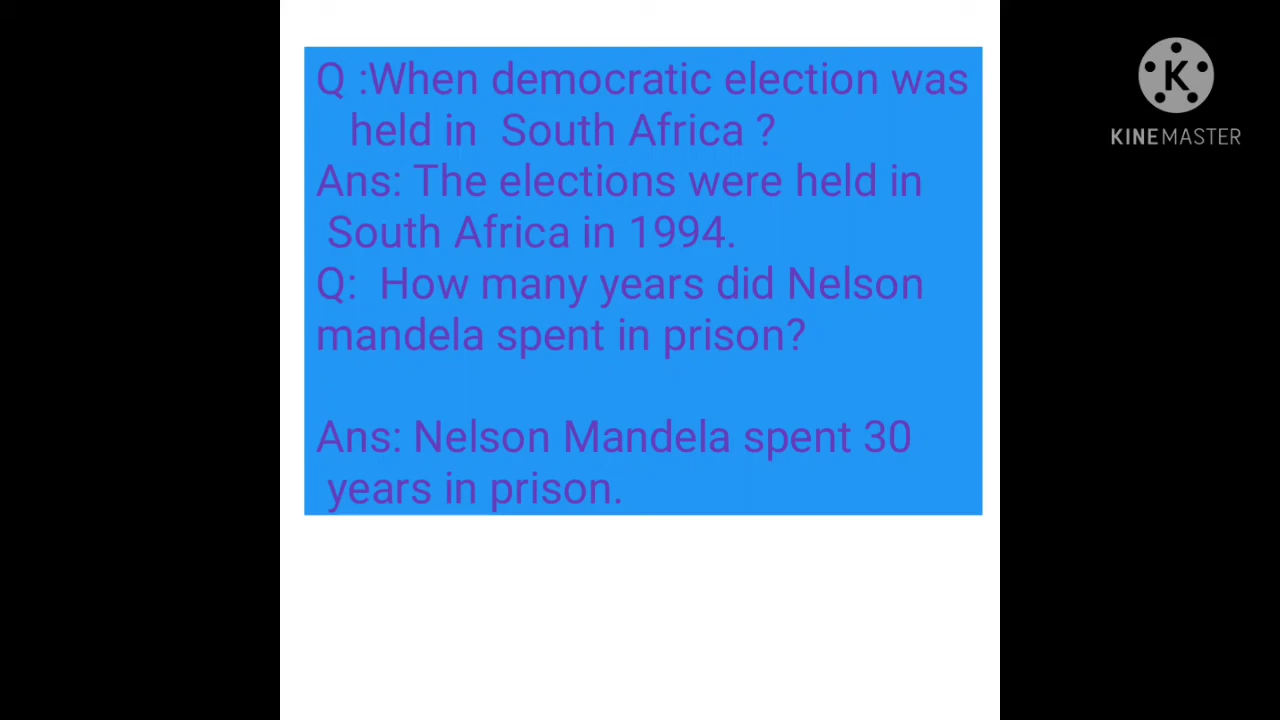 Q :When democratic election was
held in South Africa ?
Ans: The elections were held in
South Africa in 1994.
Q: How many years did Nelson
mandela spent in prison?
Ans: Nelson Mandela spent 30
years in prison.
K
KINEMASTER